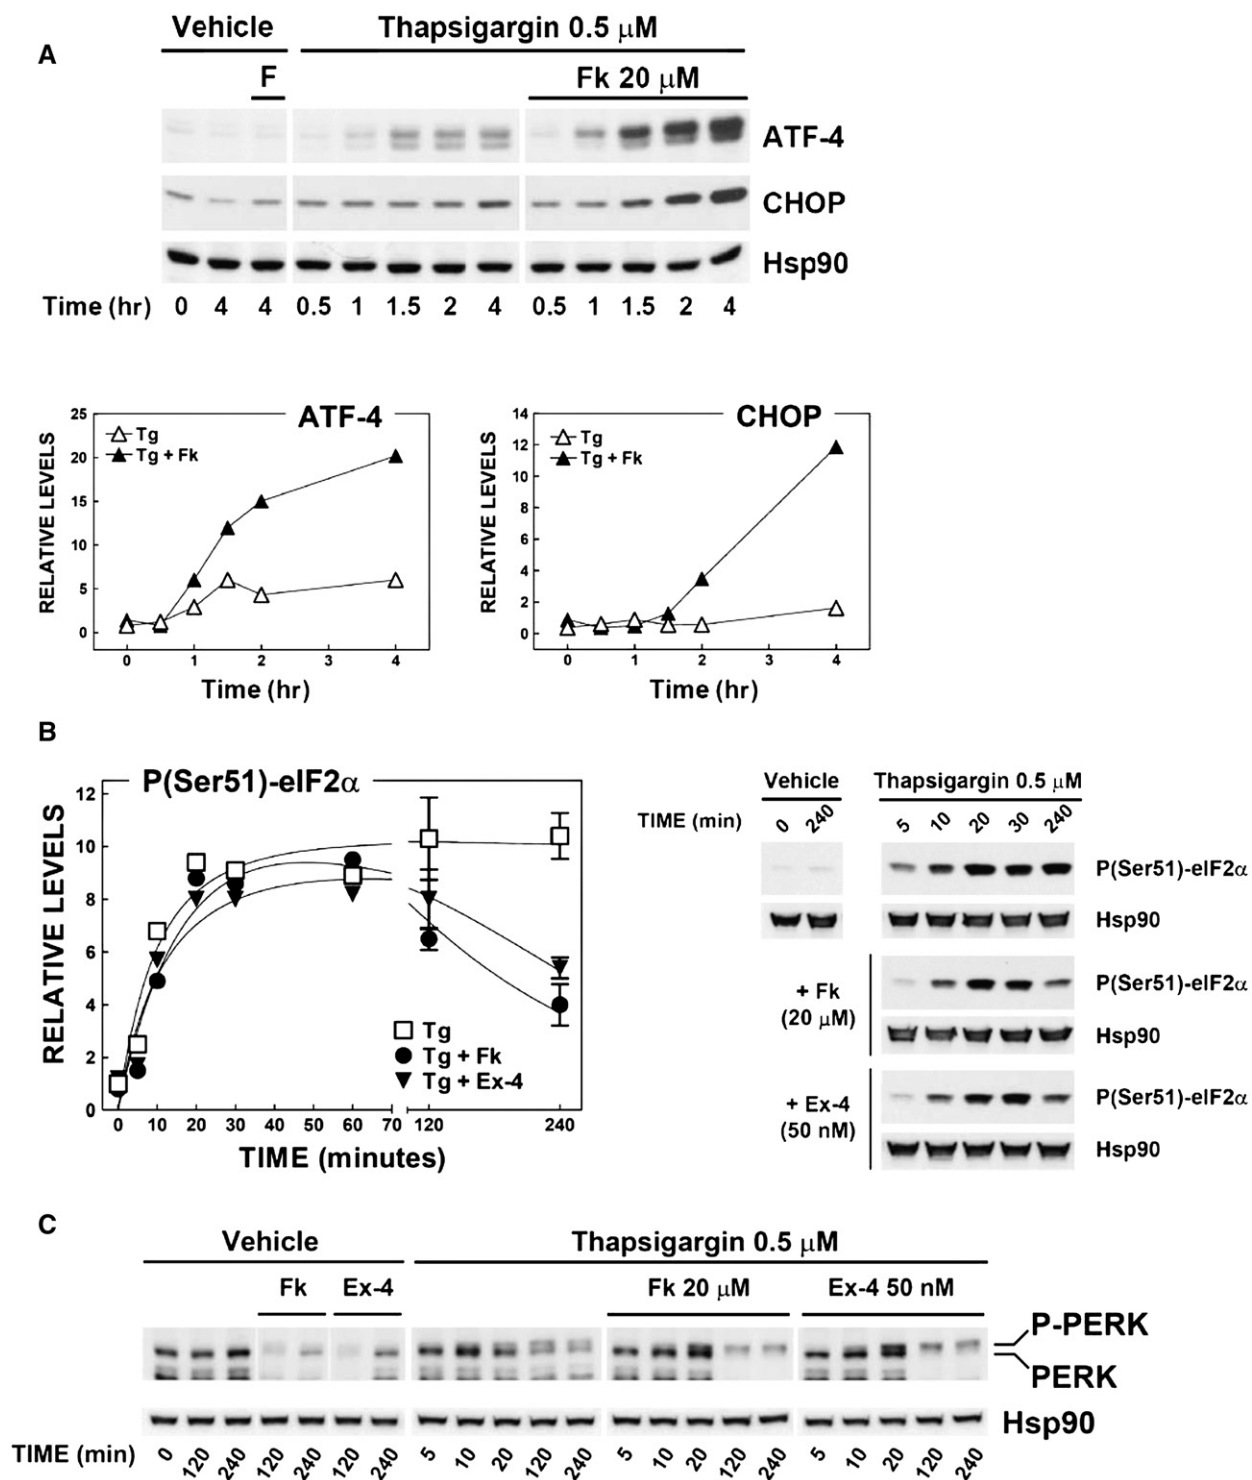 A
Vehicle Thapsigargin 0.5 μM
F Fk 20 μM
ATF-4
CHOP
Hsp90
Time (hr) 0 4 4 0.5 1 1.5 2 4 0.5 1 1.5 2 4
ATF-4
RELATIVE LEVELS
25
20
15
10
5
0
Tg
Tg + Fk
0 1 2 3 4
Time (hr)
CHOP
RELATIVE LEVELS
14
12
10
8
6
4
2
0
Tg
Tg + Fk
0 1 2 3 4
Time (hr)
B
P(Ser51)-eIF2α
RELATIVE LEVELS
12
10
8
6
4
2
0
Tg
Tg + Fk
Tg + Ex-4
0 10 20 30 40 50 60 70 120 240
TIME (minutes)
Vehicle Thapsigargin 0.5 μM
TIME (min) 0 240 5 10 20 30 240
P(Ser51)-eIF2α
Hsp90
+ Fk
(20 μM)
P(Ser51)-eIF2α
Hsp90
+ Ex-4
(50 nM)
P(Ser51)-eIF2α
Hsp90
C
Vehicle Thapsigargin 0.5 μM
Fk Ex-4 Fk 20 μM Ex-4 50 nM
P-PERK
PERK
Hsp90
TIME (min) 0 120 240 120 240 120 240 5 10 20 120 240 5 10 20 120 240 5 10 20 120 240